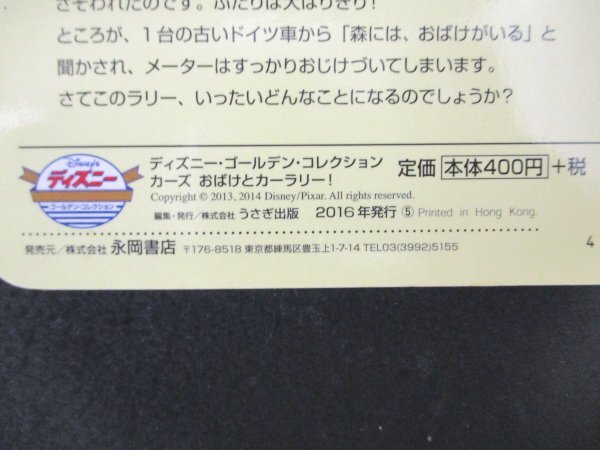 さそわれたのです。ふたりは大はりきり！
ところが、1台の古いドイツ車から「森には、おばけがいる」と
聞かされ、メーターはすっかりおじけづいてしまいます。
さてこのラリー、いったいどんなことになるのでしょうか？
Disney's
ディズニー
ゴールデン・コレクション
ディズニー・ゴールデン・コレクション
カーズ おばけとカーラリー！
定価 本体400円+税
Copyright © 2013, 2014 Disney/Pixar. All rights reserved.
編集・発行／株式会社 うさぎ出版 2016年発行 ⑤ Printed in Hong Kong.
発売元／株式会社 永岡書店 〒176-8518 東京都練馬区豊玉上1-7-14 TEL03(3992)5155
4